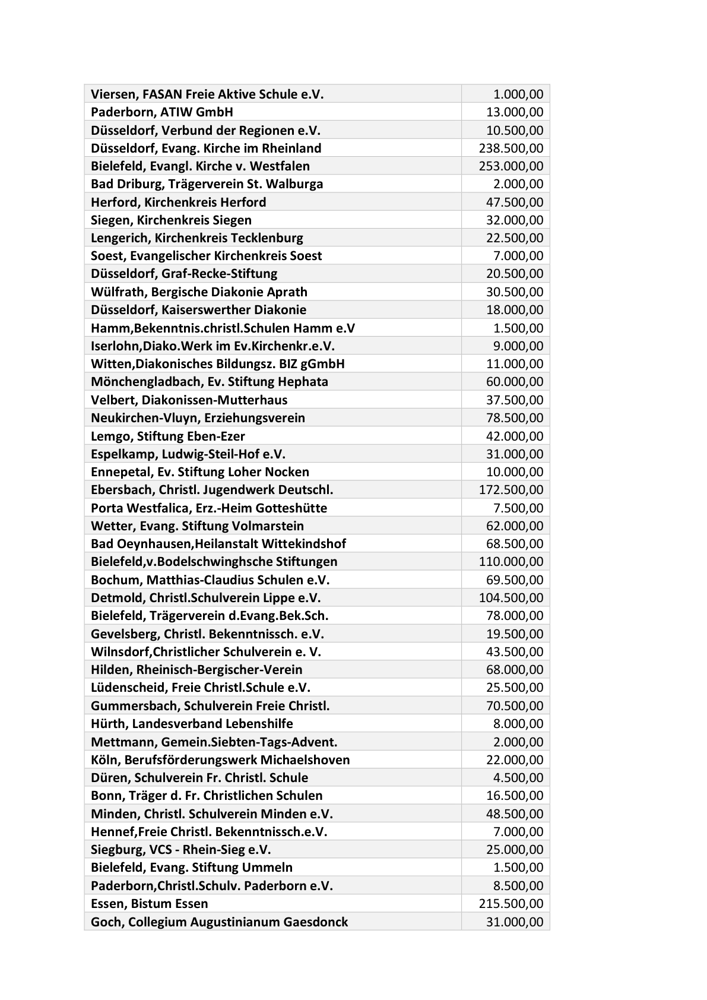 Viersen, FASAN Freie Aktive Schule e.V. 1.000,00
Paderborn, ATIW GmbH 13.000,00
Düsseldorf, Verbund der Regionen e.V. 10.500,00
Düsseldorf, Evang. Kirche im Rheinland 238.500,00
Bielefeld, Evangl. Kirche v. Westfalen 253.000,00
Bad Driburg, Trägerverein St. Walburga 2.000,00
Herford, Kirchenkreis Herford 47.500,00
Siegen, Kirchenkreis Siegen 32.000,00
Lengerich, Kirchenkreis Tecklenburg 22.500,00
Soest, Evangelischer Kirchenkreis Soest 7.000,00
Düsseldorf, Graf-Recke-Stiftung 20.500,00
Wülfrath, Bergische Diakonie Aprath 30.500,00
Düsseldorf, Kaiserswerther Diakonie 18.000,00
Hamm,Bekenntnis.christl.Schulen Hamm e.V 1.500,00
Iserlohn,Diako.Werk im Ev.Kirchenkr.e.V. 9.000,00
Witten,Diakonisches Bildungsz. BIZ gGmbH 11.000,00
Mönchengladbach, Ev. Stiftung Hephata 60.000,00
Velbert, Diakonissen-Mutterhaus 37.500,00
Neukirchen-Vluyn, Erziehungsverein 78.500,00
Lemgo, Stiftung Eben-Ezer 42.000,00
Espelkamp, Ludwig-Steil-Hof e.V. 31.000,00
Ennepetal, Ev. Stiftung Loher Nocken 10.000,00
Ebersbach, Christl. Jugendwerk Deutschl. 172.500,00
Porta Westfalica, Erz.-Heim Gotteshütte 7.500,00
Wetter, Evang. Stiftung Volmarstein 62.000,00
Bad Oeynhausen,Heilanstalt Wittekindshof 68.500,00
Bielefeld,v.Bodelschwinghsche Stiftungen 110.000,00
Bochum, Matthias-Claudius Schulen e.V. 69.500,00
Detmold, Christl.Schulverein Lippe e.V. 104.500,00
Bielefeld, Trägerverein d.Evang.Bek.Sch. 78.000,00
Gevelsberg, Christl. Bekenntnissch. e.V. 19.500,00
Wilnsdorf,Christlicher Schulverein e. V. 43.500,00
Hilden, Rheinisch-Bergischer-Verein 68.000,00
Lüdenscheid, Freie Christl.Schule e.V. 25.500,00
Gummersbach, Schulverein Freie Christl. 70.500,00
Hürth, Landesverband Lebenshilfe 8.000,00
Mettmann, Gemein.Siebten-Tags-Advent. 2.000,00
Köln, Berufsförderungswerk Michaelshoven 22.000,00
Düren, Schulverein Fr. Christl. Schule 4.500,00
Bonn, Träger d. Fr. Christlichen Schulen 16.500,00
Minden, Christl. Schulverein Minden e.V. 48.500,00
Hennef,Freie Christl. Bekenntnissch.e.V. 7.000,00
Siegburg, VCS - Rhein-Sieg e.V. 25.000,00
Bielefeld, Evang. Stiftung Ummeln 1.500,00
Paderborn,Christl.Schulv. Paderborn e.V. 8.500,00
Essen, Bistum Essen 215.500,00
Goch, Collegium Augustinianum Gaesdonck 31.000,00